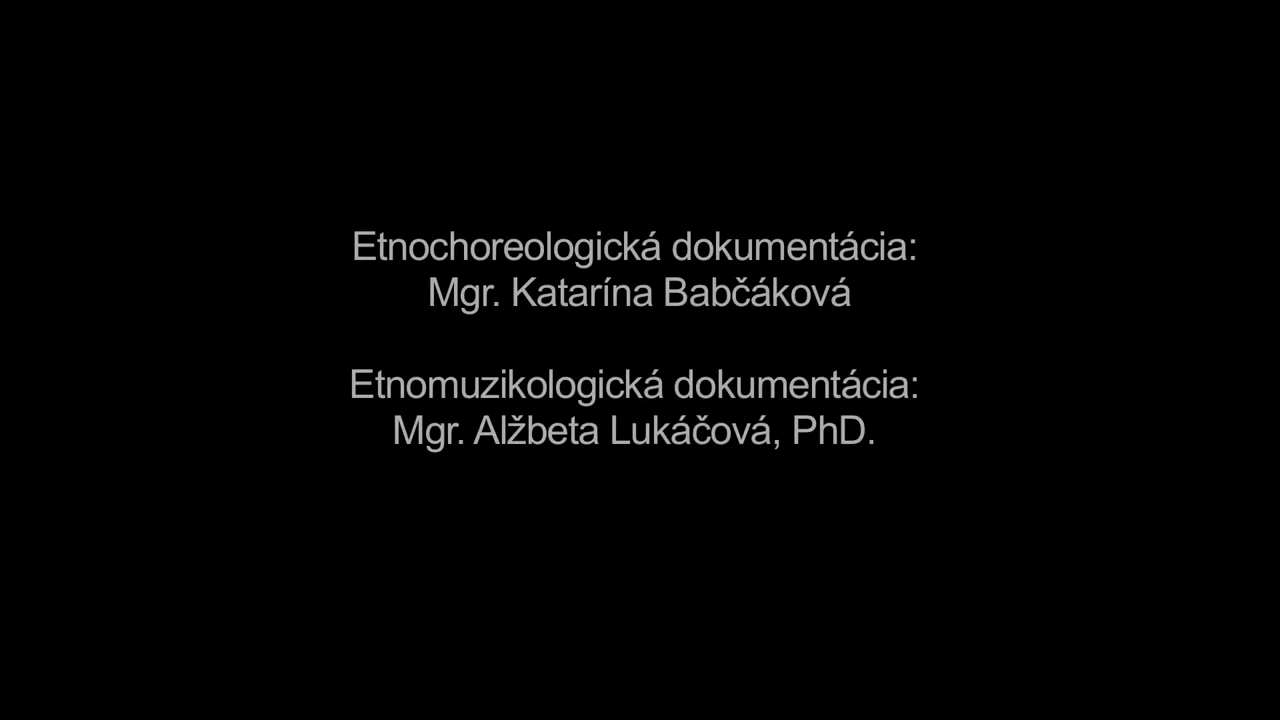 Etnochoreologická dokumentácia:
Mgr. Katarína Babčáková
Etnomuzikologická dokumentácia:
Mgr. Alžbeta Lukáčová, PhD.